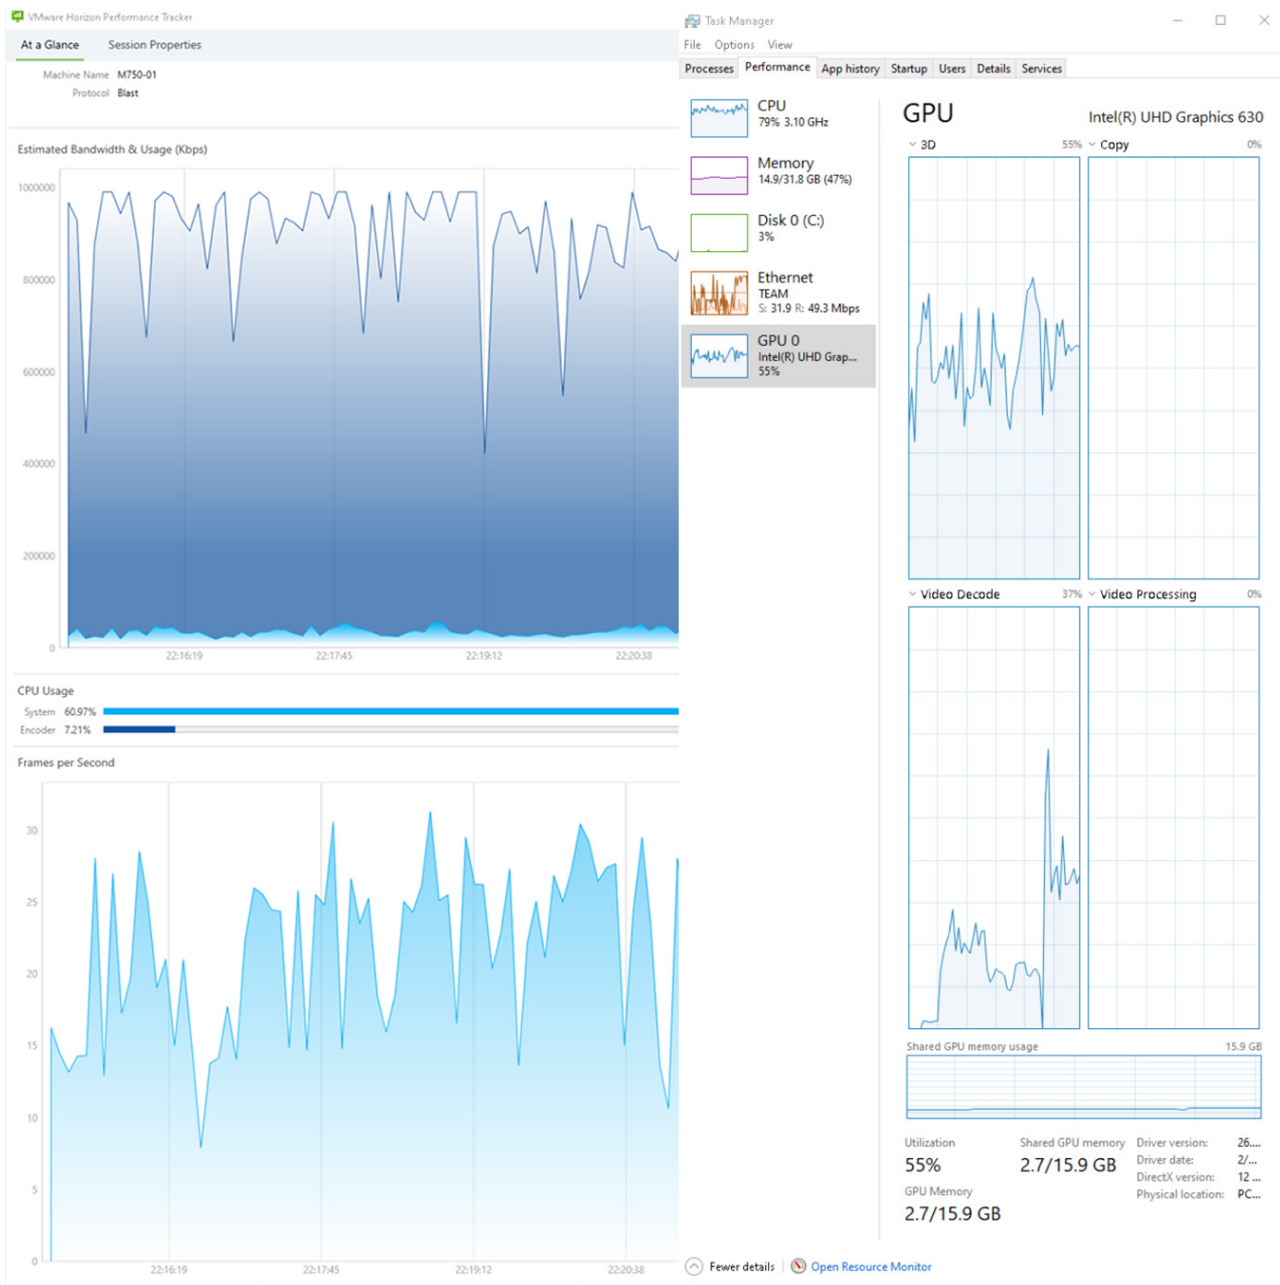 VMware Horizon Performance Tracker
At a Glance Session Properties
Machine Name M750-01
Protocol Blast
Estimated Bandwidth & Usage (Kbps)
1000000
800000
600000
400000
200000
0
22:16:19 22:17:45 22:19:12 22:20:38
CPU Usage
System 60.97%
Encoder 7.21%
Frames per Second
30
25
20
15
10
5
0
22:16:19 22:17:45 22:19:12 22:20:38
Task Manager
File Options View
Processes Performance App history Startup Users Details Services
CPU
79% 3.10 GHz
Memory
14.9/31.8 GB (47%)
Disk 0 (C:)
3%
Ethernet
TEAM
S: 31.9 R: 49.3 Mbps
GPU 0
Intel(R) UHD Grap...
55%
GPU Intel(R) UHD Graphics 630
3D 55% Copy 0%
Video Decode 37% Video Processing 0%
Shared GPU memory usage 15.9 GB
Utilization
55%
GPU Memory
2.7/15.9 GB
Shared GPU memory
2.7/15.9 GB
Driver version: 26....
Driver date: 2/...
DirectX version: 12 ...
Physical location: PC...
Fewer details Open Resource Monitor